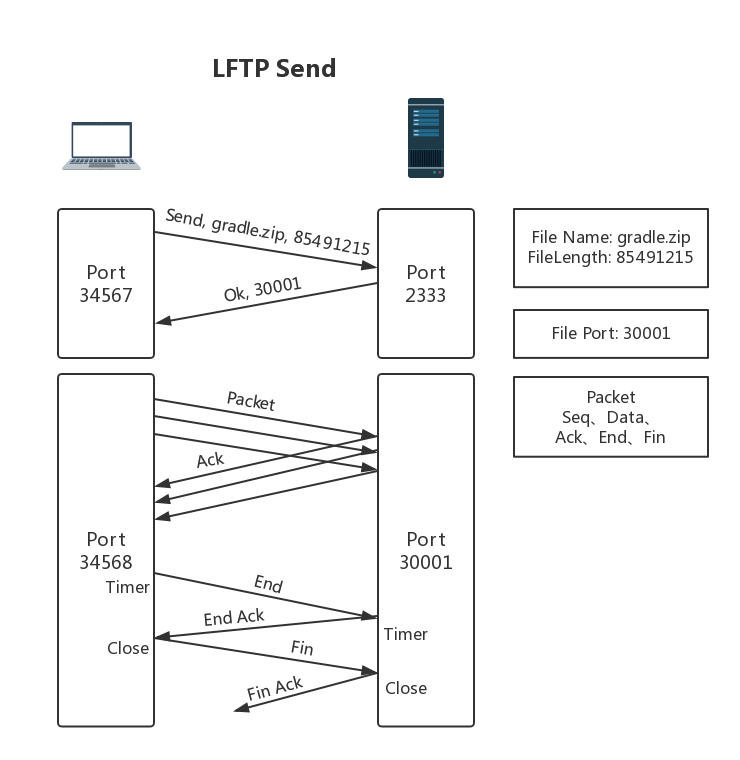 LFTP Send
Send, gradle.zip, 85491215
Port
34567
Ok, 30001
Port
2333
File Name: gradle.zip
FileLength: 85491215
File Port: 30001
Packet
Seq、Data、
Ack、End、Fin
Packet
Ack
Port
34568
Timer
Close
Port
30001
End
End Ack
Timer
Fin
Fin Ack
Close